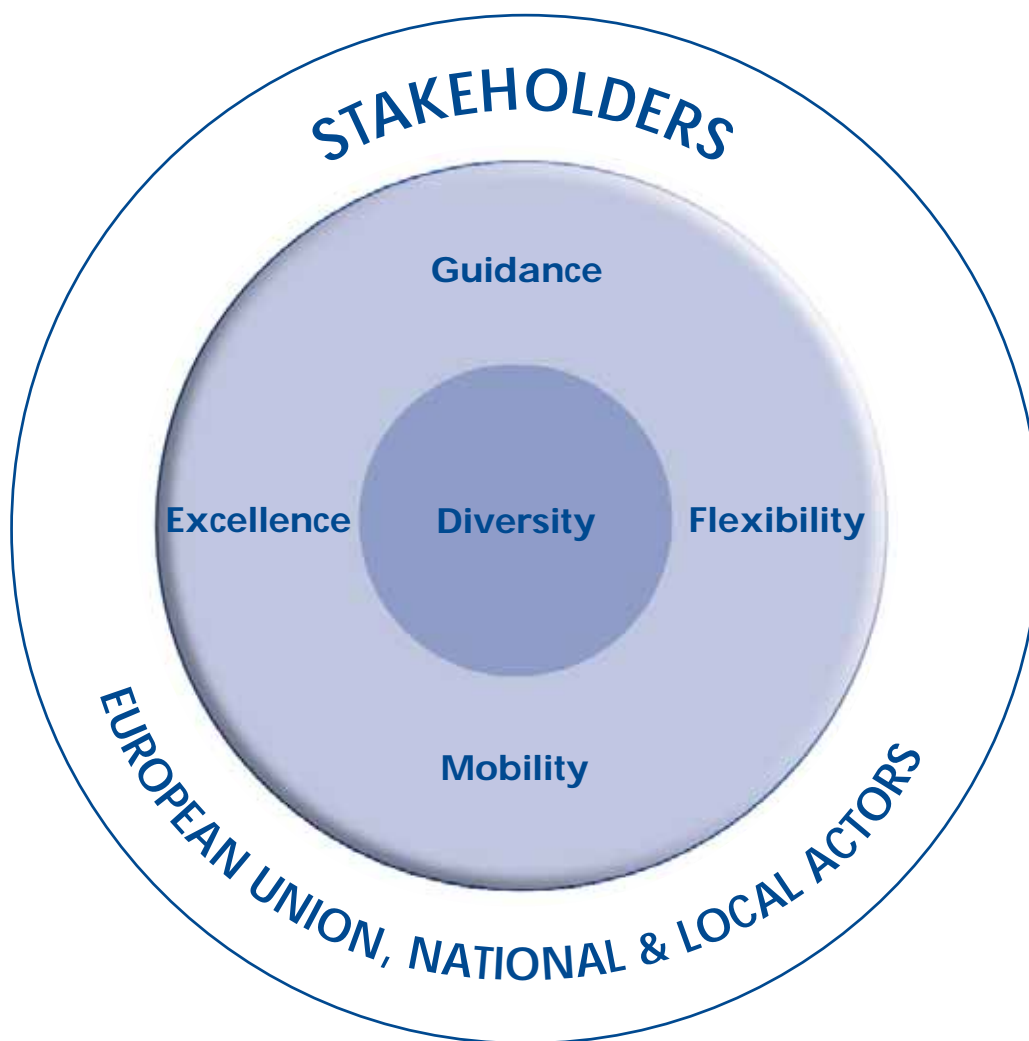 STAKEHOLDERS
Guidance
Excellence
Diversity
Flexibility
Mobility
EUROPEAN UNION, NATIONAL & LOCAL ACTORS